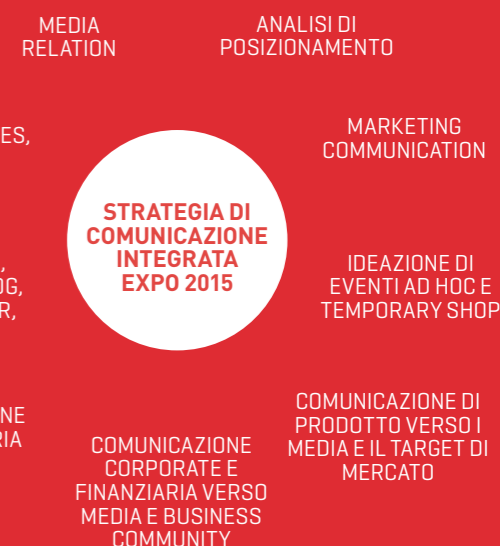 MEDIA
RELATION
ANALISI DI
POSIZIONAMENTO
MARKETING
COMMUNICATION
STRATEGIA DI
COMUNICAZIONE
INTEGRATA
EXPO 2015
IDEAZIONE DI
EVENTI AD HOC E
TEMPORARY SHOP
COMUNICAZIONE DI
PRODOTTO VERSO I
MEDIA E IL TARGET DI
MERCATO
COMUNICAZIONE
CORPORATE E
FINANZIARIA VERSO
MEDIA E BUSINESS
COMMUNITY